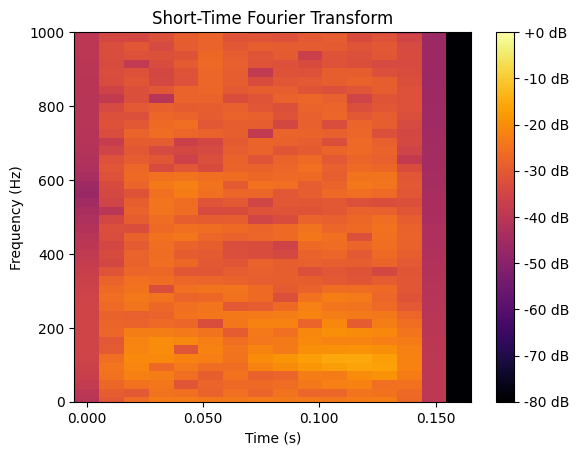 Short-Time Fourier Transform
1000
800
600
400
200
0
Frequency (Hz)
0.000
0.050
0.100
0.150
Time (s)
+0 dB
-10 dB
-20 dB
-30 dB
-40 dB
-50 dB
-60 dB
-70 dB
-80 dB